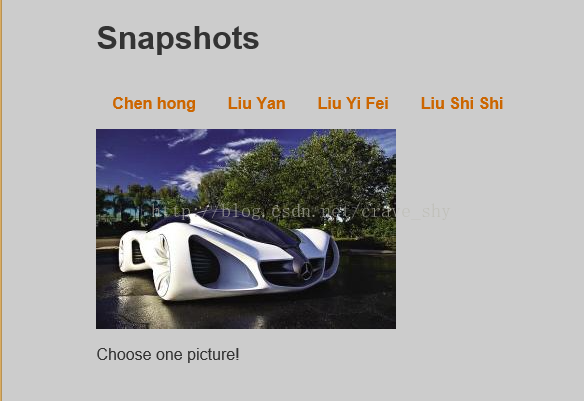 Snapshots
Chen hong Liu Yan Liu Yi Fei Liu Shi Shi
http://blog.csdn.net/crave_shy
Choose one picture!